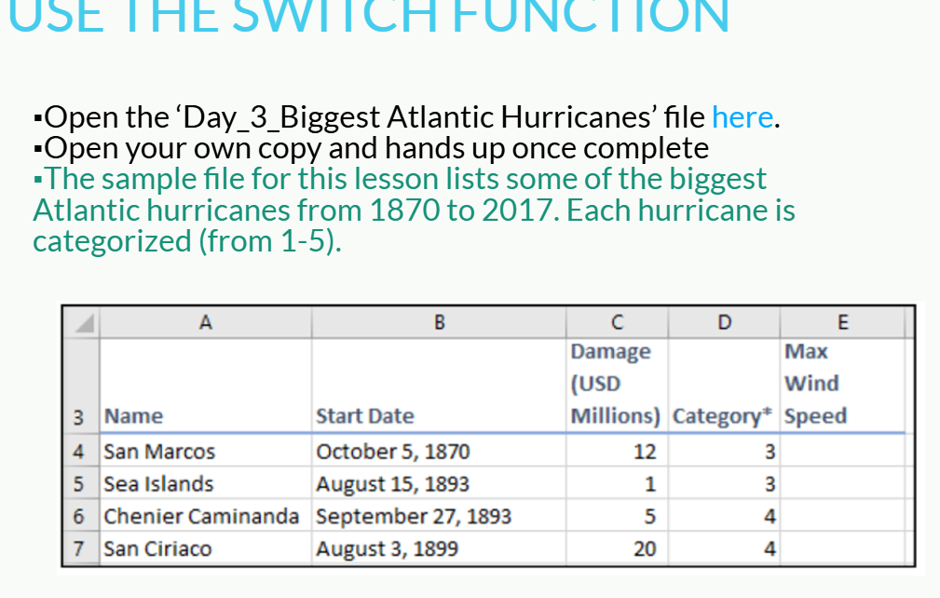 USE THE SWITCH FUNCTION
▪Open the ‘Day_3_Biggest Atlantic Hurricanes’ file here.
▪Open your own copy and hands up once complete
▪The sample file for this lesson lists some of the biggest
Atlantic hurricanes from 1870 to 2017. Each hurricane is
categorized (from 1-5).
A B C D E
Damage Max
(USD Wind
3 Name Start Date Millions) Category* Speed
4 San Marcos October 5, 1870 12 3
5 Sea Islands August 15, 1893 1 3
6 Chenier Caminanda September 27, 1893 5 4
7 San Ciriaco August 3, 1899 20 4